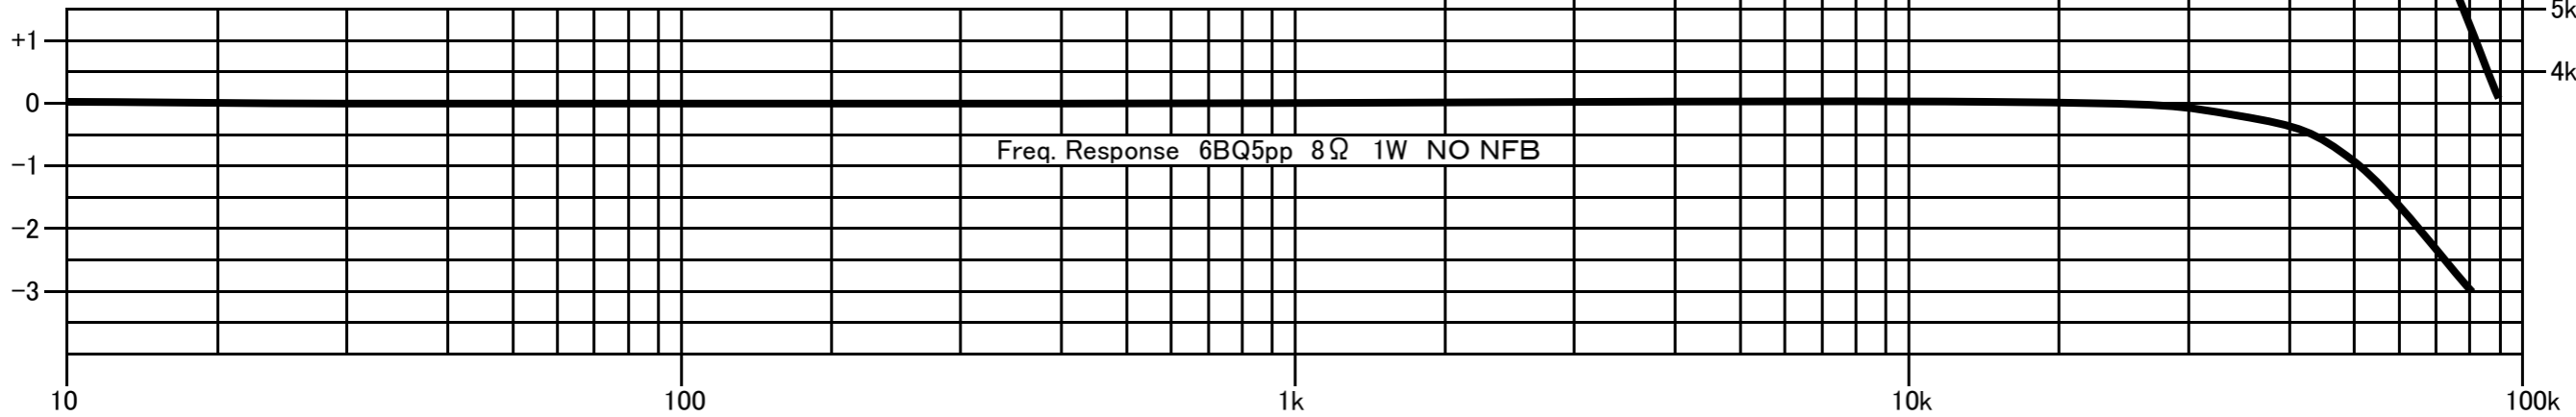 5k
+1
4k
0
Freq. Response 6BQ5pp 8Ω 1W NO NFB
−1
−2
−3
10 100 1k 10k 100k